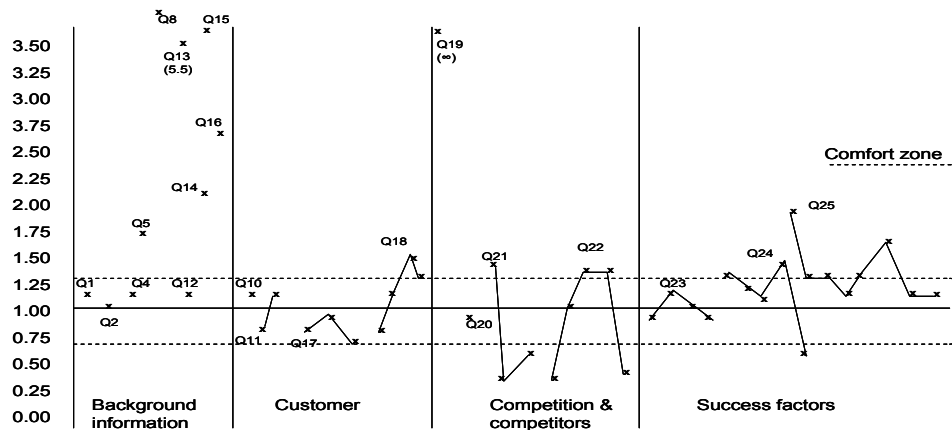 Q8
Q15
3.50
Q13
(5.5)
Q19
(∞)
3.25
3.00
2.75
Q16
2.50
Comfort zone
2.25
Q14
2.00
Q5
Q25
1.75
Q18
Q21
Q22
Q24
1.50
1.25
Q1
Q4
Q12
Q10
Q23
1.00
Q2
Q20
0.75
Q11
Q17
0.50
0.25
0.00
Background
information
Customer
Competition &
competitors
Success factors